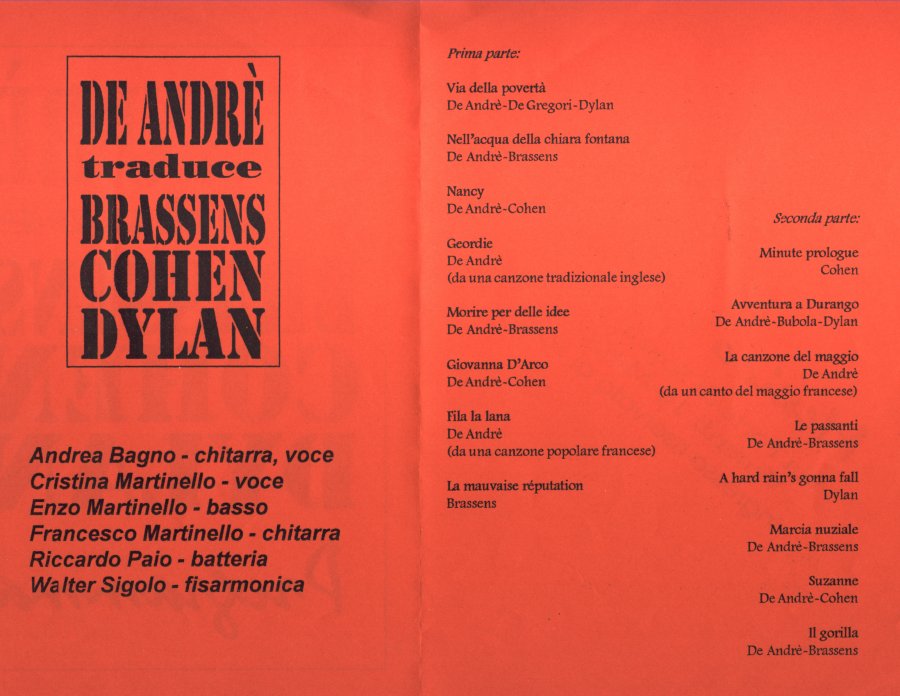 DE ANDRÈ
traduce
BRASSENS
COHEN
DYLAN
Andrea Bagno - chitarra, voce
Cristina Martinello - voce
Enzo Martinello - basso
Francesco Martinello - chitarra
Riccardo Paio - batteria
Walter Sigolo - fisarmonica
Prima parte:
Via della povertà
De Andrè-De Gregori-Dylan
Nell'acqua della chiara fontana
De Andrè-Brassens
Nancy
De Andrè-Cohen
Geordie
De Andrè
(da una canzone tradizionale inglese)
Morire per delle idee
De Andrè-Brassens
Giovanna D'Arco
De Andrè-Cohen
Fila la lana
De Andrè
(da una canzone popolare francese)
La mauvaise réputation
Brassens
Seconda parte:
Minute prologue
Cohen
Avventura a Durango
De Andrè-Bubola-Dylan
La canzone del maggio
De Andrè
(da un canto del maggio francese)
Le passanti
De Andrè-Brassens
A hard rain's gonna fall
Dylan
Marcia nuziale
De Andrè-Brassens
Suzanne
De Andrè-Cohen
Il gorilla
De Andrè-Brassens